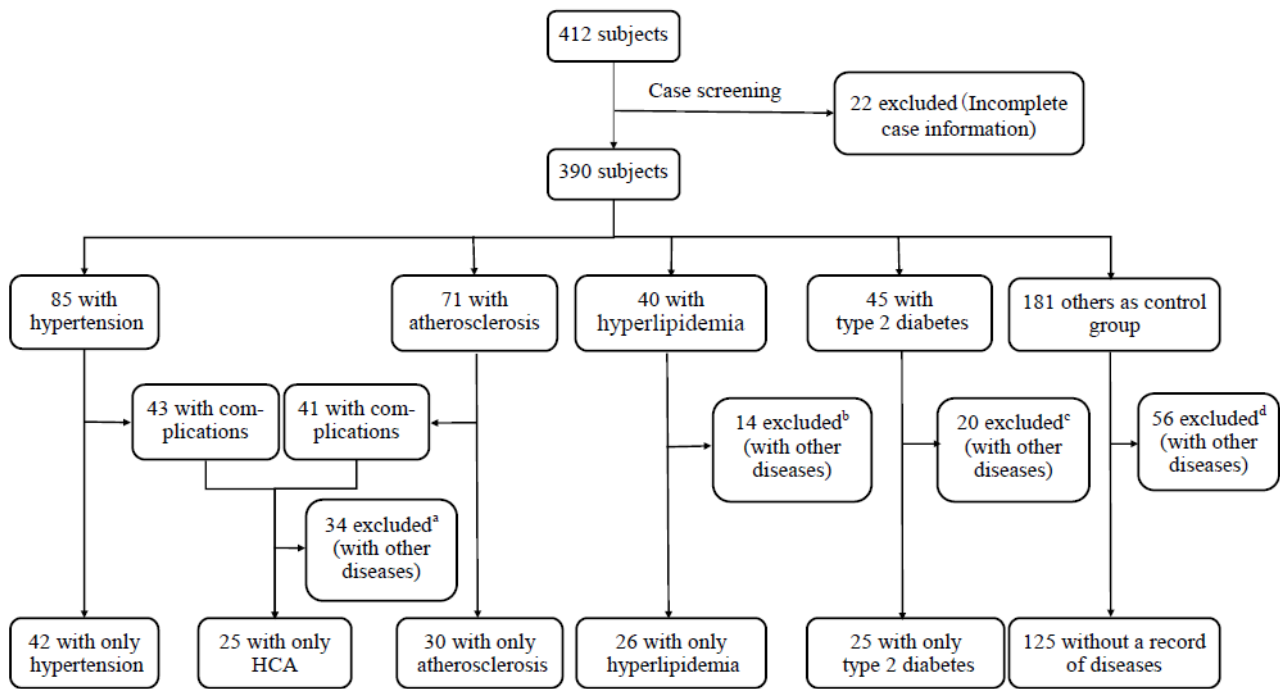 412 subjects
Case screening
22 excluded (Incomplete
case information)
390 subjects
85 with
hypertension
71 with
atherosclerosis
40 with
hyperlipidemia
45 with
type 2 diabetes
181 others as control
group
43 with com-
plications
41 with com-
plications
14 excludedᵇ
(with other
diseases)
20 excludedᶜ
(with other
diseases)
56 excludedᵈ
(with other
diseases)
34 excludedᵃ
(with other
diseases)
42 with only
hypertension
25 with only
HCA
30 with only
atherosclerosis
26 with only
hyperlipidemia
25 with only
type 2 diabetes
125 without a record
of diseases